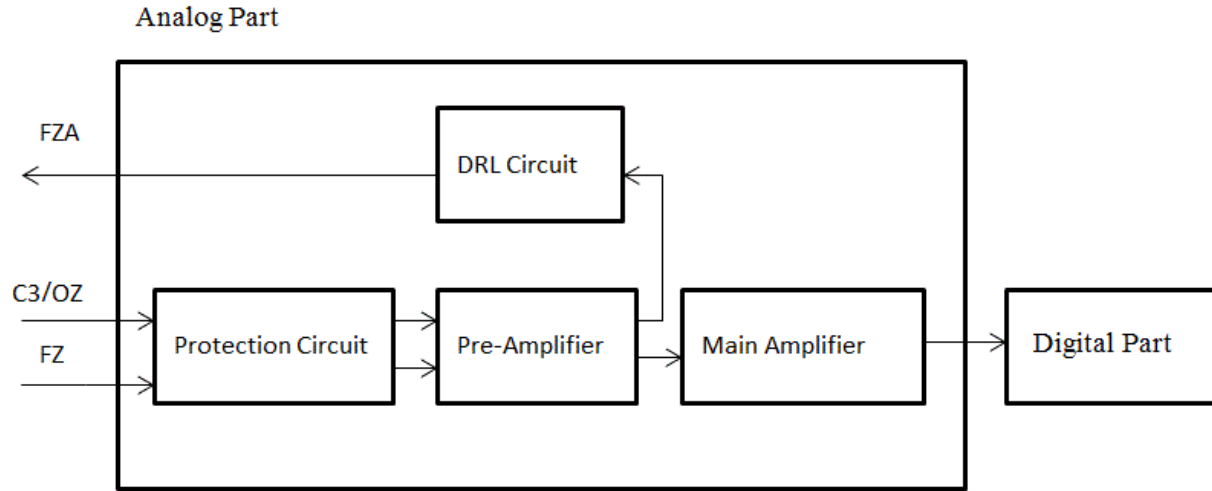 Analog Part
FZA
DRL Circuit
C3/OZ
FZ
Protection Circuit
Pre-Amplifier
Main Amplifier
Digital Part